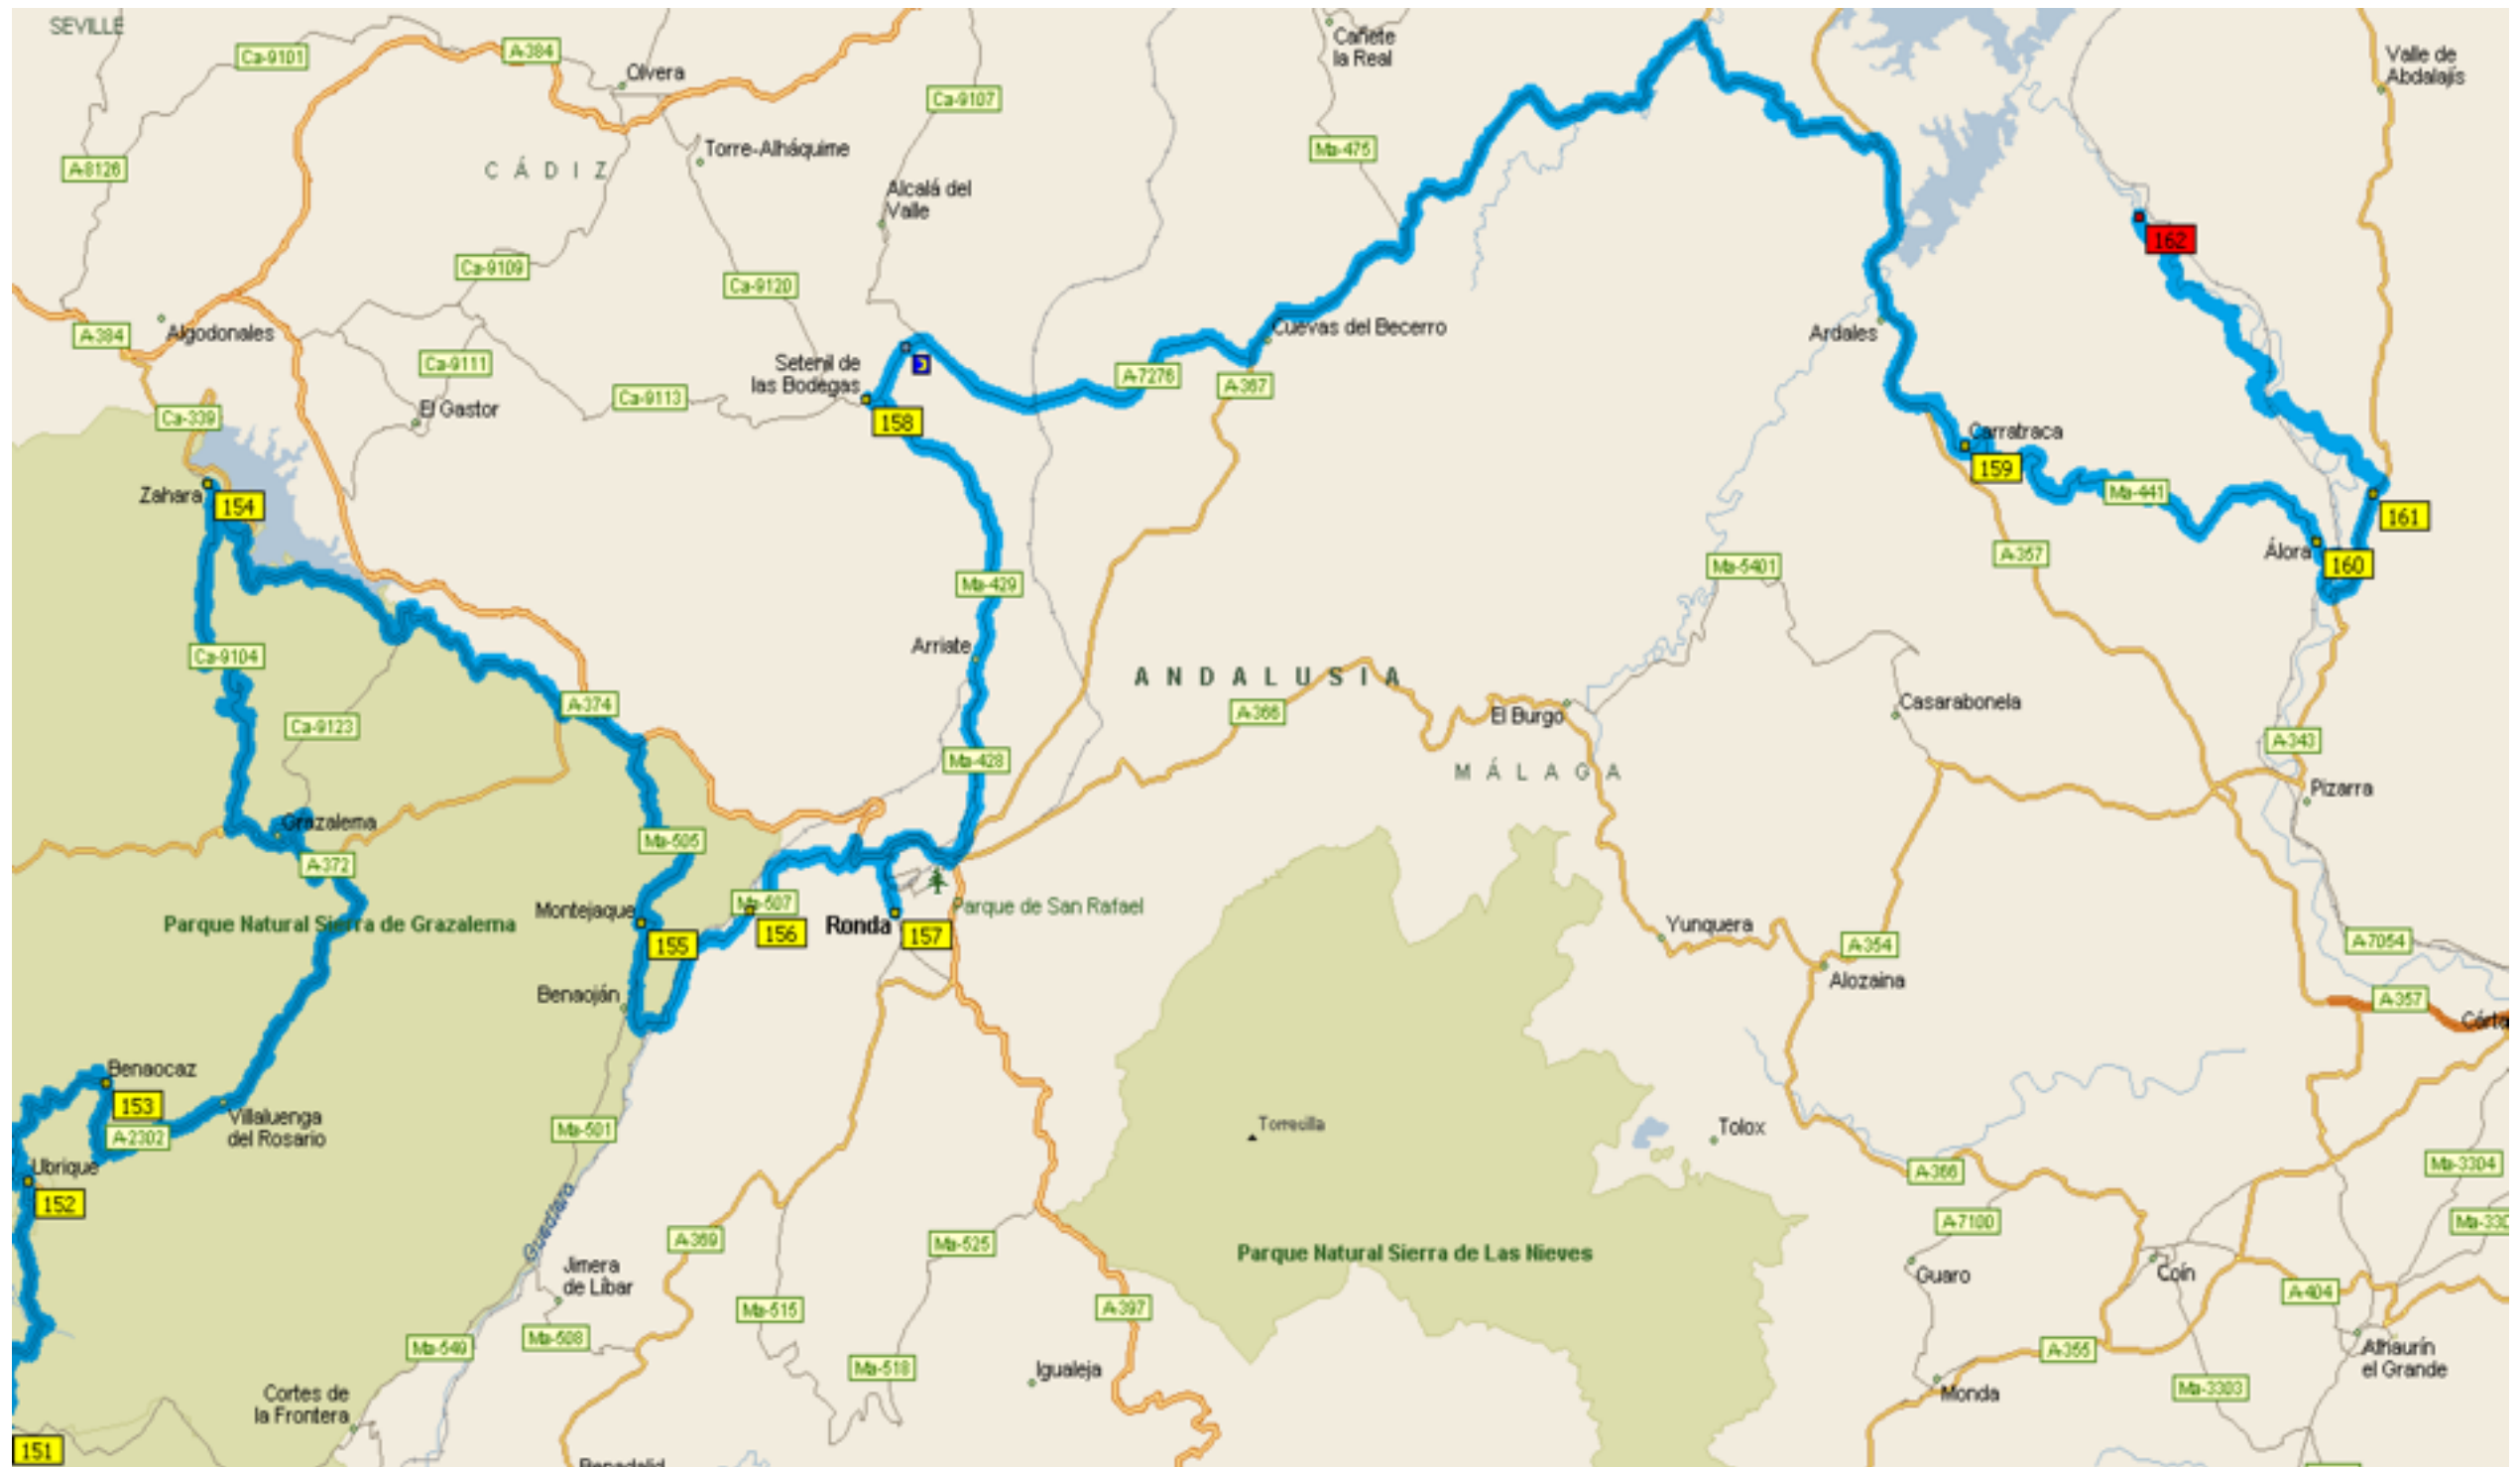 SEVILLE
Ca-9101
A-384
Olvera
Ca-9107
Cañete
la Real
Valle de
Abdalajís
A-8126
CÁDIZ
Torre-Alháquime
Ma-475
Alcalá del
Valle
162
Ca-9109
Ca-9120
A-384
Algodonales
Cuevas del Becerro
Ardales
Ca-9111
Setenil de
las Bodegas
A-7276
A-367
Ca-9113
El Gastor
Ca-339
158
Carratraca
159
Ma-441
Zahara
154
161
Álora
160
A-357
Ma-5401
Ma-429
Arriate
Ca-9104
ANDALUSIA
A-374
A-366
El Burgo
Casarabonela
Ca-9123
A-343
Ma-428
MÁLAGA
Pizarra
Grazalema
Ma-505
A-372
Ma-507
Montejaque
Parque de San Rafael
Parque Natural Sierra de Grazalema
Ronda
155
156
157
Yunquera
A-354
A-7054
Alozaina
Benaoján
A-357
Cárta
Benaocaz
153
Villaluenga
del Rosario
A-2302
Ma-501
Torrecilla
Tolox
Ubrique
152
Ma-3304
A-366
Guadiaro
A-369
Ma-525
A-7100
Ma-330
Parque Natural Sierra de Las Nieves
Jimera
de Líbar
Guaro
Coín
A-404
Ma-515
A-397
Ma-549
Ma-508
Ma-518
Igualeja
A-355
Alhaurín
el Grande
Cortes de
la Frontera
Monda
Ma-3303
151
Benadalid